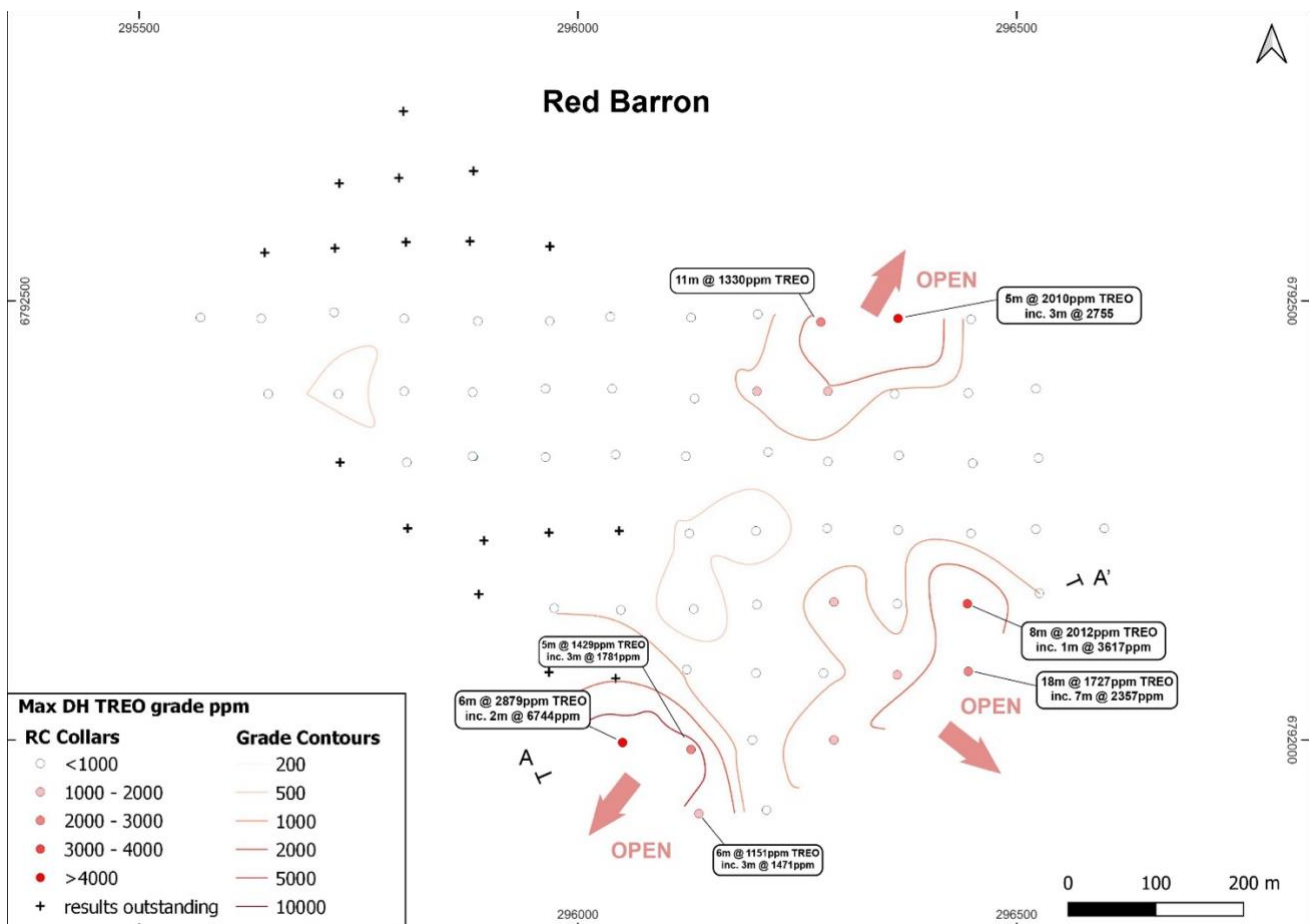 295500
296000
296500
Red Barron
6792500
6792500
11m @ 1330ppm TREO
OPEN
5m @ 2010ppm TREO
inc. 3m @ 2755
A'
8m @ 2012ppm TREO
inc. 1m @ 3617ppm
5m @ 1429ppm TREO
inc. 3m @ 1781ppm
18m @ 1727ppm TREO
inc. 7m @ 2357ppm
6m @ 2879ppm TREO
inc. 2m @ 6744ppm
OPEN
A
6792000
OPEN
6m @ 1151ppm TREO
inc. 3m @ 1471ppm
Max DH TREO grade ppm
RC Collars
Grade Contours
<1000
200
1000 - 2000
500
2000 - 3000
1000
3000 - 4000
2000
>4000
5000
+ results outstanding
10000
0 100 200 m
296000
296500